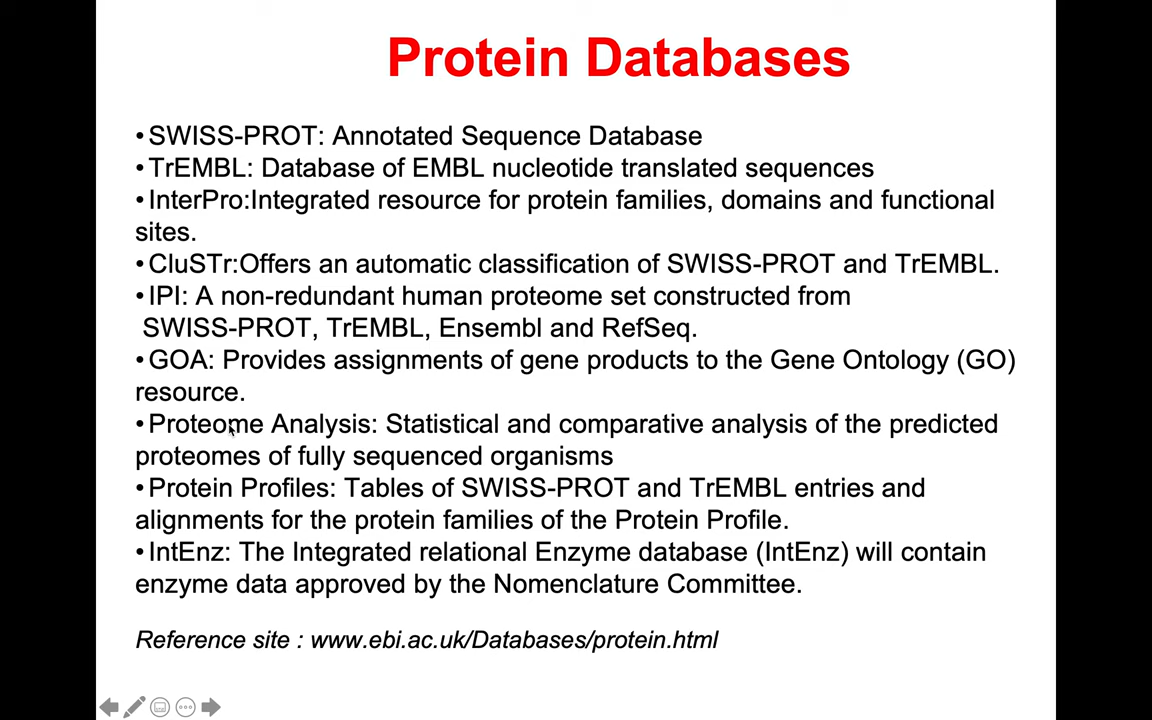 Protein Databases
•SWISS-PROT: Annotated Sequence Database
•TrEMBL: Database of EMBL nucleotide translated sequences
•InterPro:Integrated resource for protein families, domains and functional
sites.
•CluSTr:Offers an automatic classification of SWISS-PROT and TrEMBL.
•IPI: A non-redundant human proteome set constructed from
SWISS-PROT, TrEMBL, Ensembl and RefSeq.
•GOA: Provides assignments of gene products to the Gene Ontology (GO)
resource.
•Proteome Analysis: Statistical and comparative analysis of the predicted
proteomes of fully sequenced organisms
•Protein Profiles: Tables of SWISS-PROT and TrEMBL entries and
alignments for the protein families of the Protein Profile.
•IntEnz: The Integrated relational Enzyme database (IntEnz) will contain
enzyme data approved by the Nomenclature Committee.
Reference site : www.ebi.ac.uk/Databases/protein.html